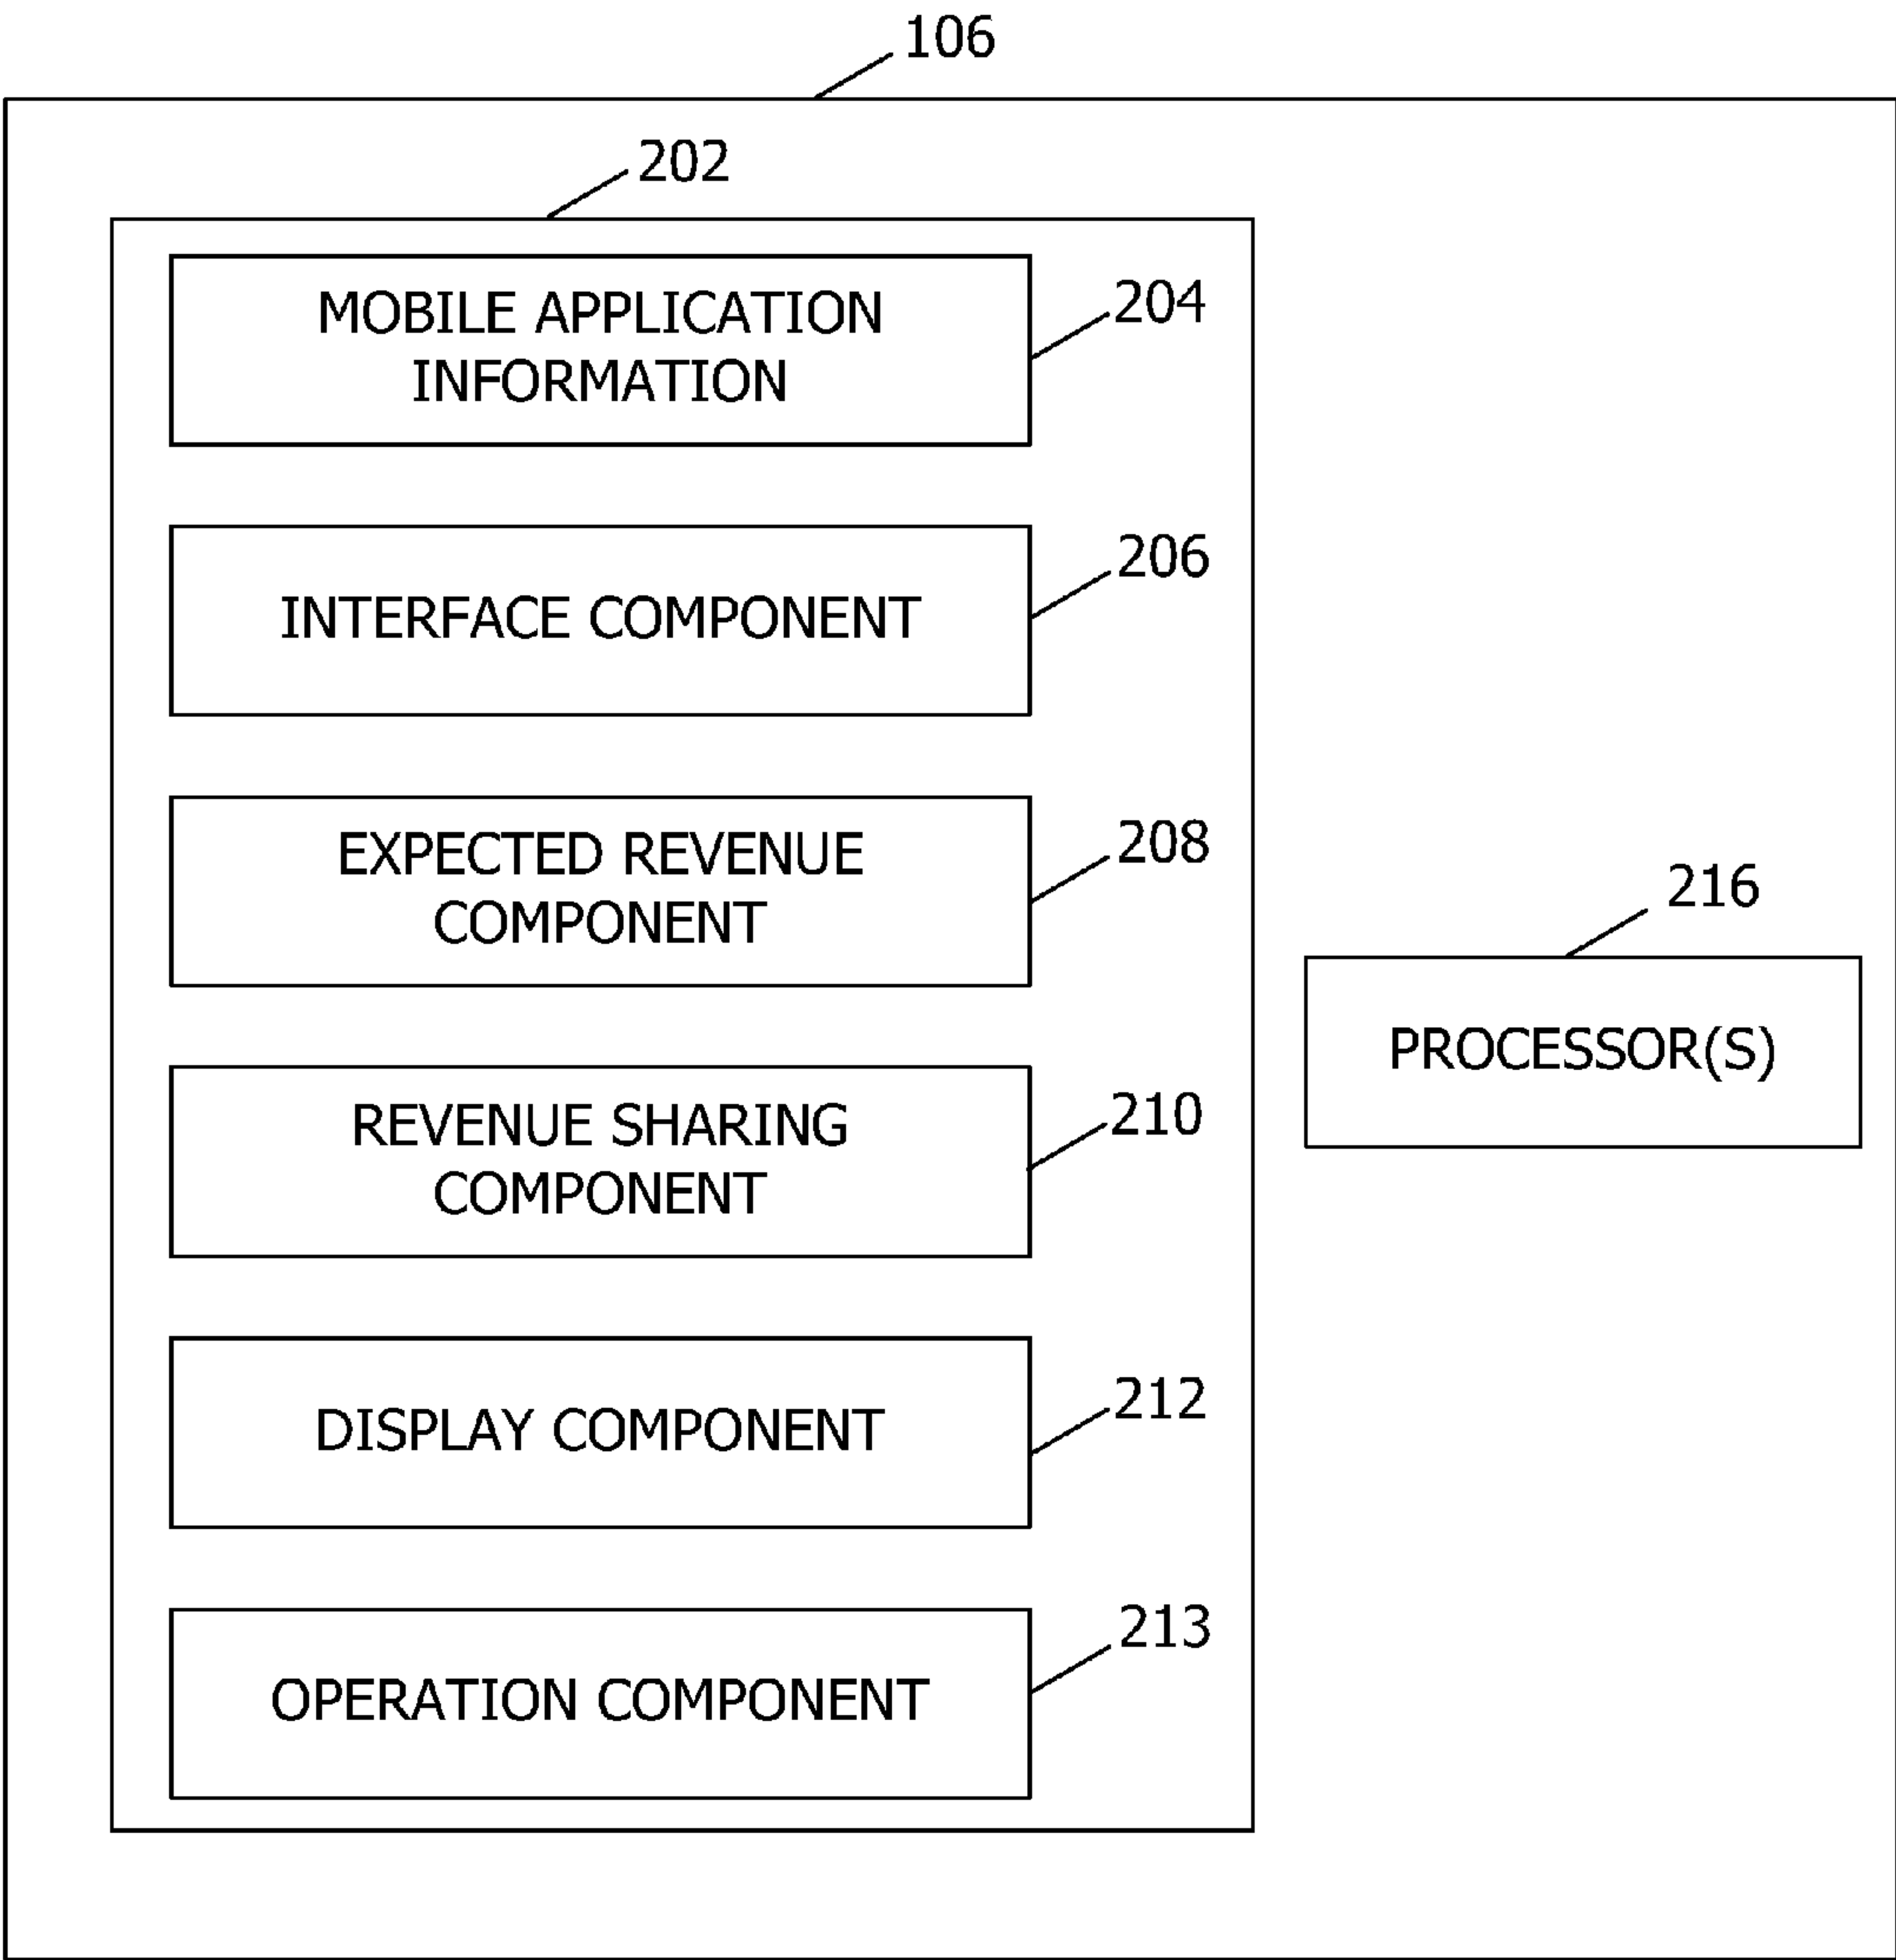 106
202
MOBILE APPLICATION
INFORMATION
204
INTERFACE COMPONENT
206
EXPECTED REVENUE
COMPONENT
208
REVENUE SHARING
COMPONENT
210
DISPLAY COMPONENT
212
OPERATION COMPONENT
213
216
PROCESSOR(S)